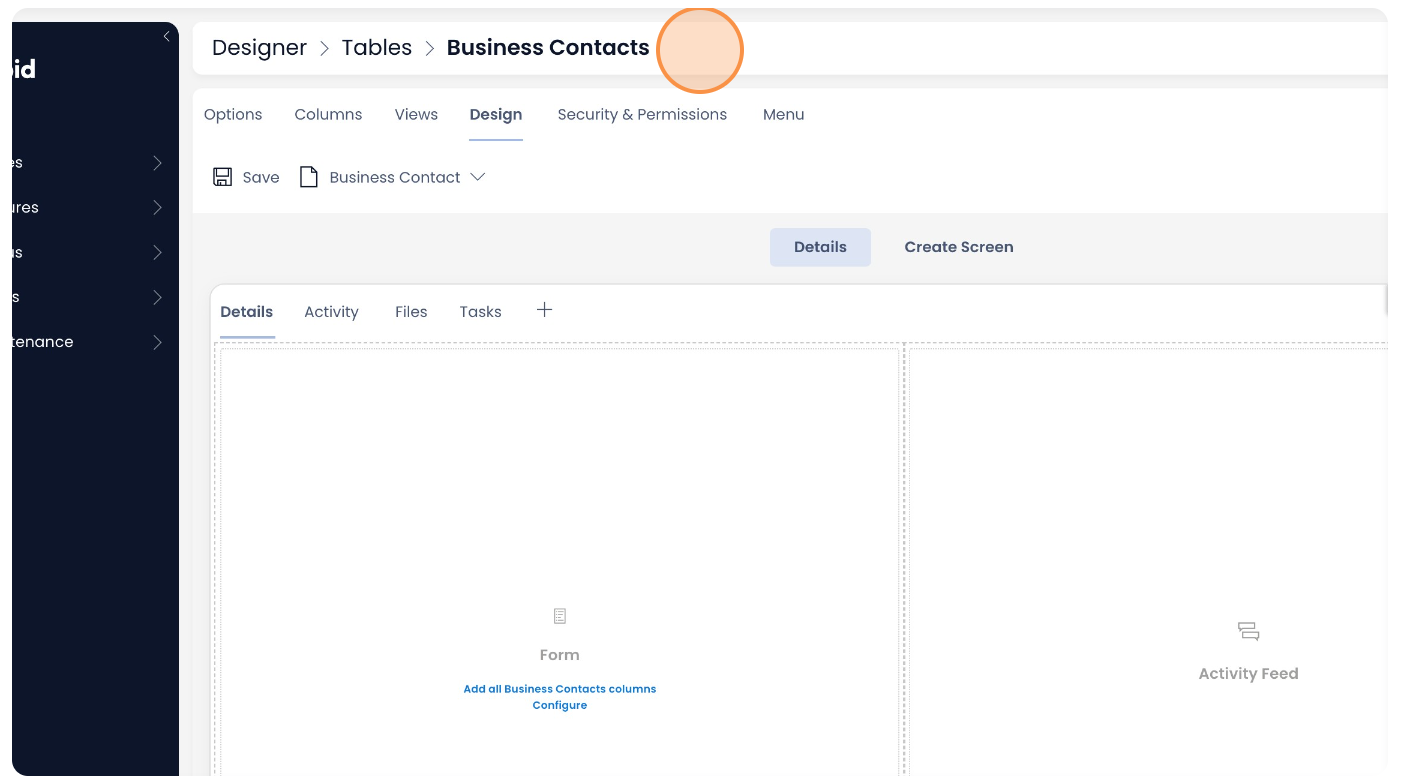 id
Designer > Tables > Business Contacts
Options Columns Views Design Security & Permissions Menu
es
Save Business Contact
ures
us
Details Create Screen
s
Details Activity Files Tasks +
tenance
Form
Add all Business Contacts columns
Configure
Activity Feed